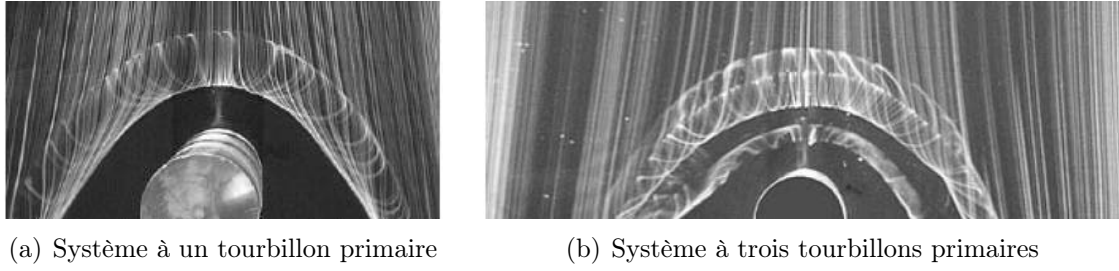 (a) Système à un tourbillon primaire
(b) Système à trois tourbillons primaires